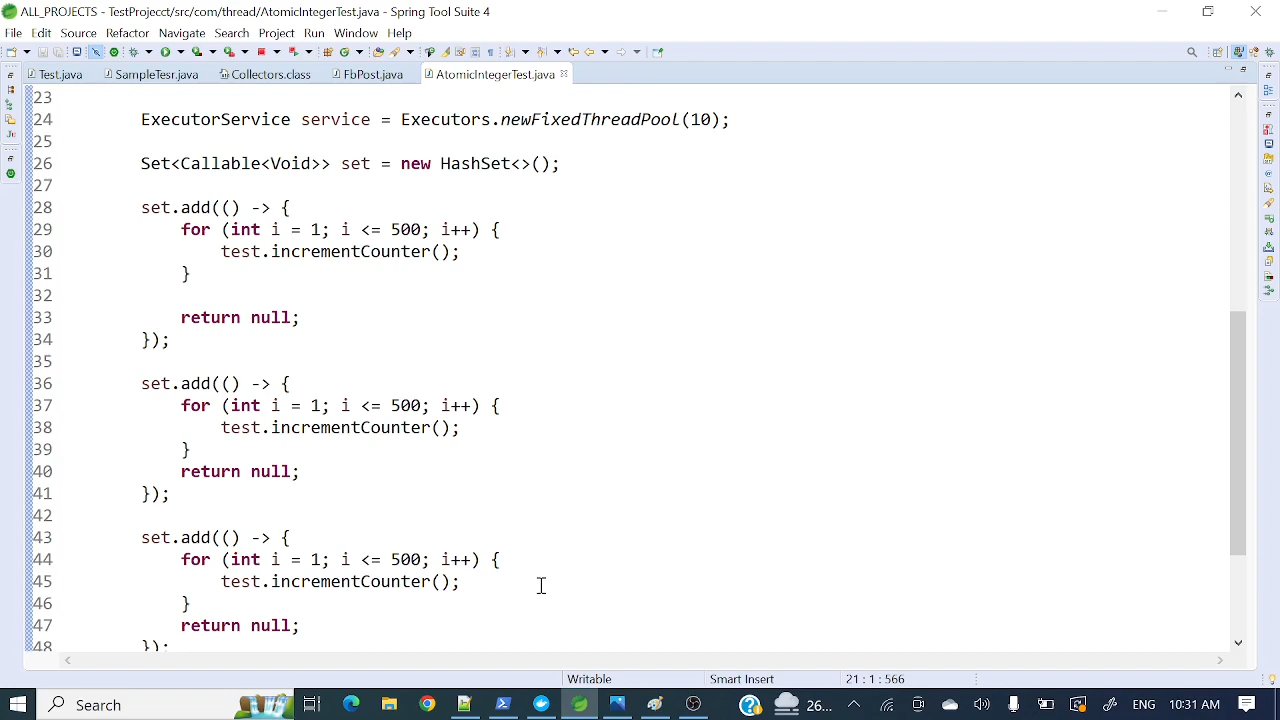 ALL_PROJECTS - TestProjecct/src/com/thread/AtomicIntegerTest.java - Spring Tool Suite 4
File Edit Source Refactor Navigate Search Project Run Window Help
Test.java SampleTesr.java Collectors.class FbPost.java AtomicIntegerTest.java
23
24 ExecutorService service = Executors.newFixedThreadPool(10);
25
26 Set<Callable<Void>> set = new HashSet<>();
27
28 set.add(() -> {
29 for (int i = 1; i <= 500; i++) {
30 test.incrementCounter();
31 }
32
33 return null;
34 });
35
36 set.add(() -> {
37 for (int i = 1; i <= 500; i++) {
38 test.incrementCounter();
39 }
40 return null;
41 });
42
43 set.add(() -> {
44 for (int i = 1; i <= 500; i++) {
45 test.incrementCounter();
46 }
47 return null;
48 });
Writable Smart Insert 21 : 1 : 566
Search 26... ENG 10:31 AM